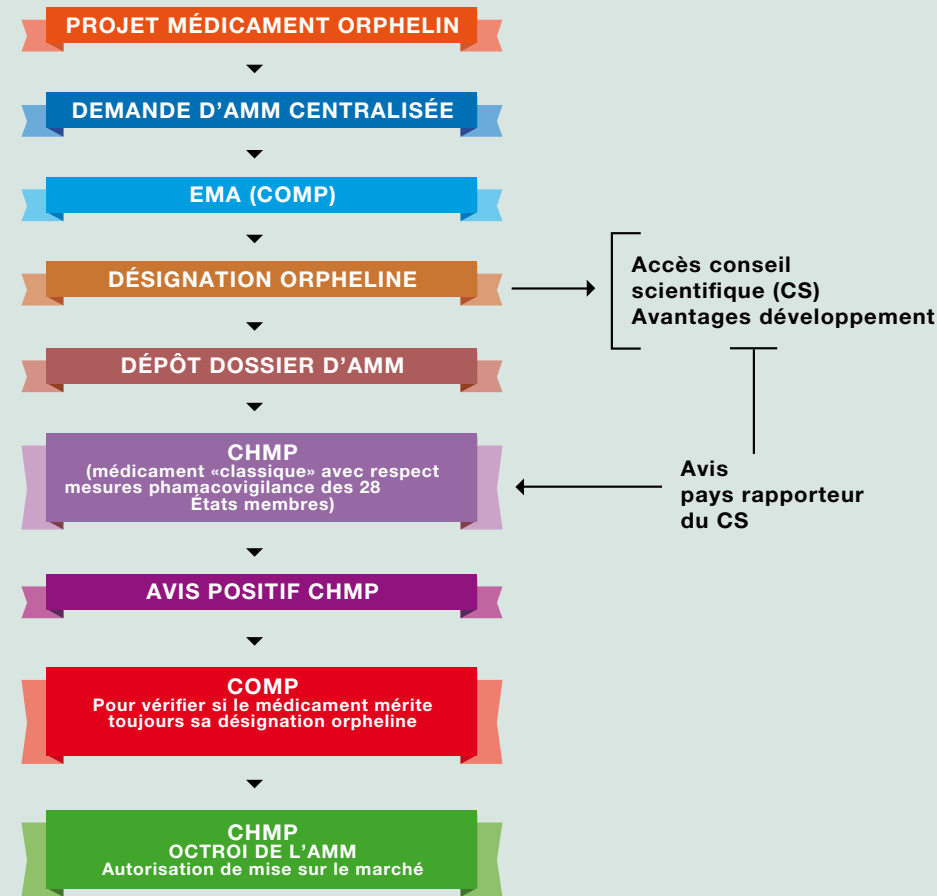 PROJET MÉDICAMENT ORPHELIN
DEMANDE D'AMM CENTRALISÉE
EMA (COMP)
DÉSIGNATION ORPHELINE
Accès conseil
scientifique (CS)
Avantages développement
DÉPÔT DOSSIER D'AMM
CHMP
(médicament «classique» avec respect
mesures phamacovigilance des 28
États membres)
Avis
pays rapporteur
du CS
AVIS POSITIF CHMP
COMP
Pour vérifier si le médicament mérite
toujours sa désignation orpheline
CHMP
OCTROI DE L'AMM
Autorisation de mise sur le marché